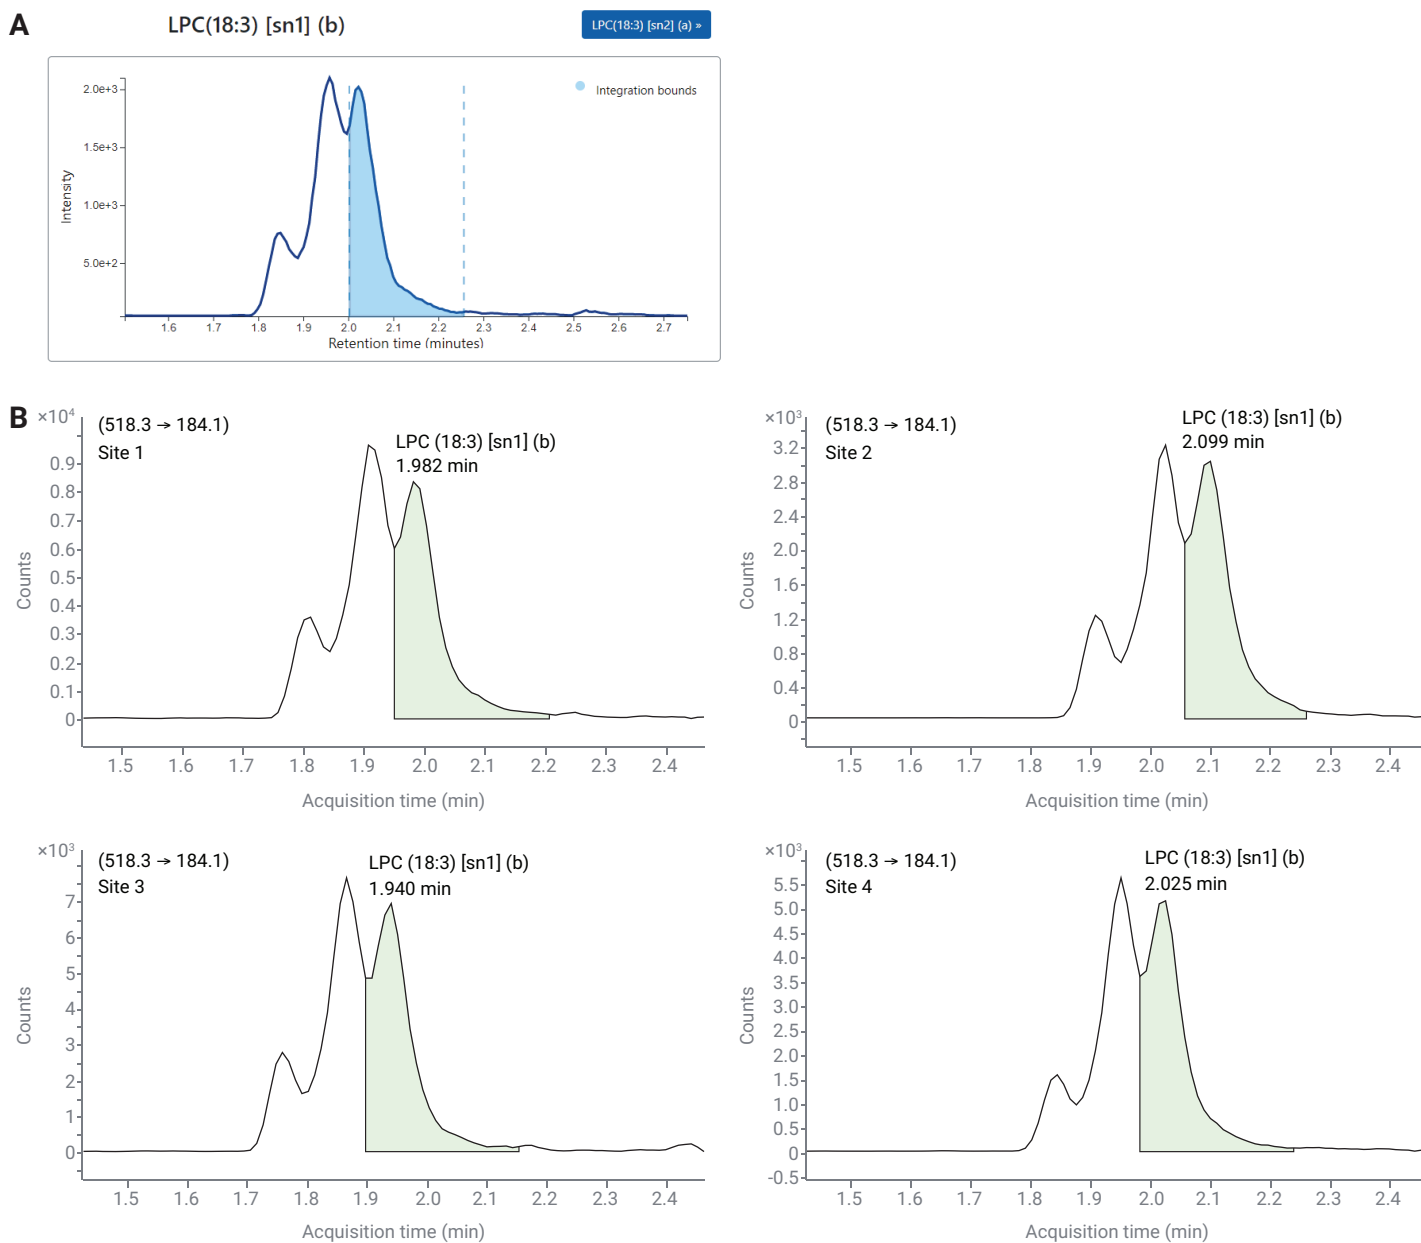 A
LPC(18:3) [sn1] (b)
LPC(18:3) [sn2] (a) »
Integration bounds
Intensity
2.0e+3
1.5e+3
1.0e+3
5.0e+2
1.6 1.7 1.8 1.9 2.0 2.1 2.2 2.3 2.4 2.5 2.6 2.7
Retention time (minutes)
B
×10⁴
(518.3 → 184.1)
Site 1
LPC (18:3) [sn1] (b)
1.982 min
Counts
0.9
0.8
0.7
0.6
0.5
0.4
0.3
0.2
0.1
0
1.5 1.6 1.7 1.8 1.9 2.0 2.1 2.2 2.3 2.4
Acquisition time (min)
×10³
(518.3 → 184.1)
Site 2
LPC (18:3) [sn1] (b)
2.099 min
Counts
3.2
2.8
2.4
2.0
1.6
1.2
0.8
0.4
0
1.5 1.6 1.7 1.8 1.9 2.0 2.1 2.2 2.3 2.4
Acquisition time (min)
×10³
(518.3 → 184.1)
Site 3
LPC (18:3) [sn1] (b)
1.940 min
Counts
7
6
5
4
3
2
1
0
1.5 1.6 1.7 1.8 1.9 2.0 2.1 2.2 2.3 2.4
Acquisition time (min)
×10³
(518.3 → 184.1)
Site 4
LPC (18:3) [sn1] (b)
2.025 min
Counts
5.5
5.0
4.5
4.0
3.5
3.0
2.5
2.0
1.5
1.0
0.5
0
-0.5
1.5 1.6 1.7 1.8 1.9 2.0 2.1 2.2 2.3 2.4
Acquisition time (min)